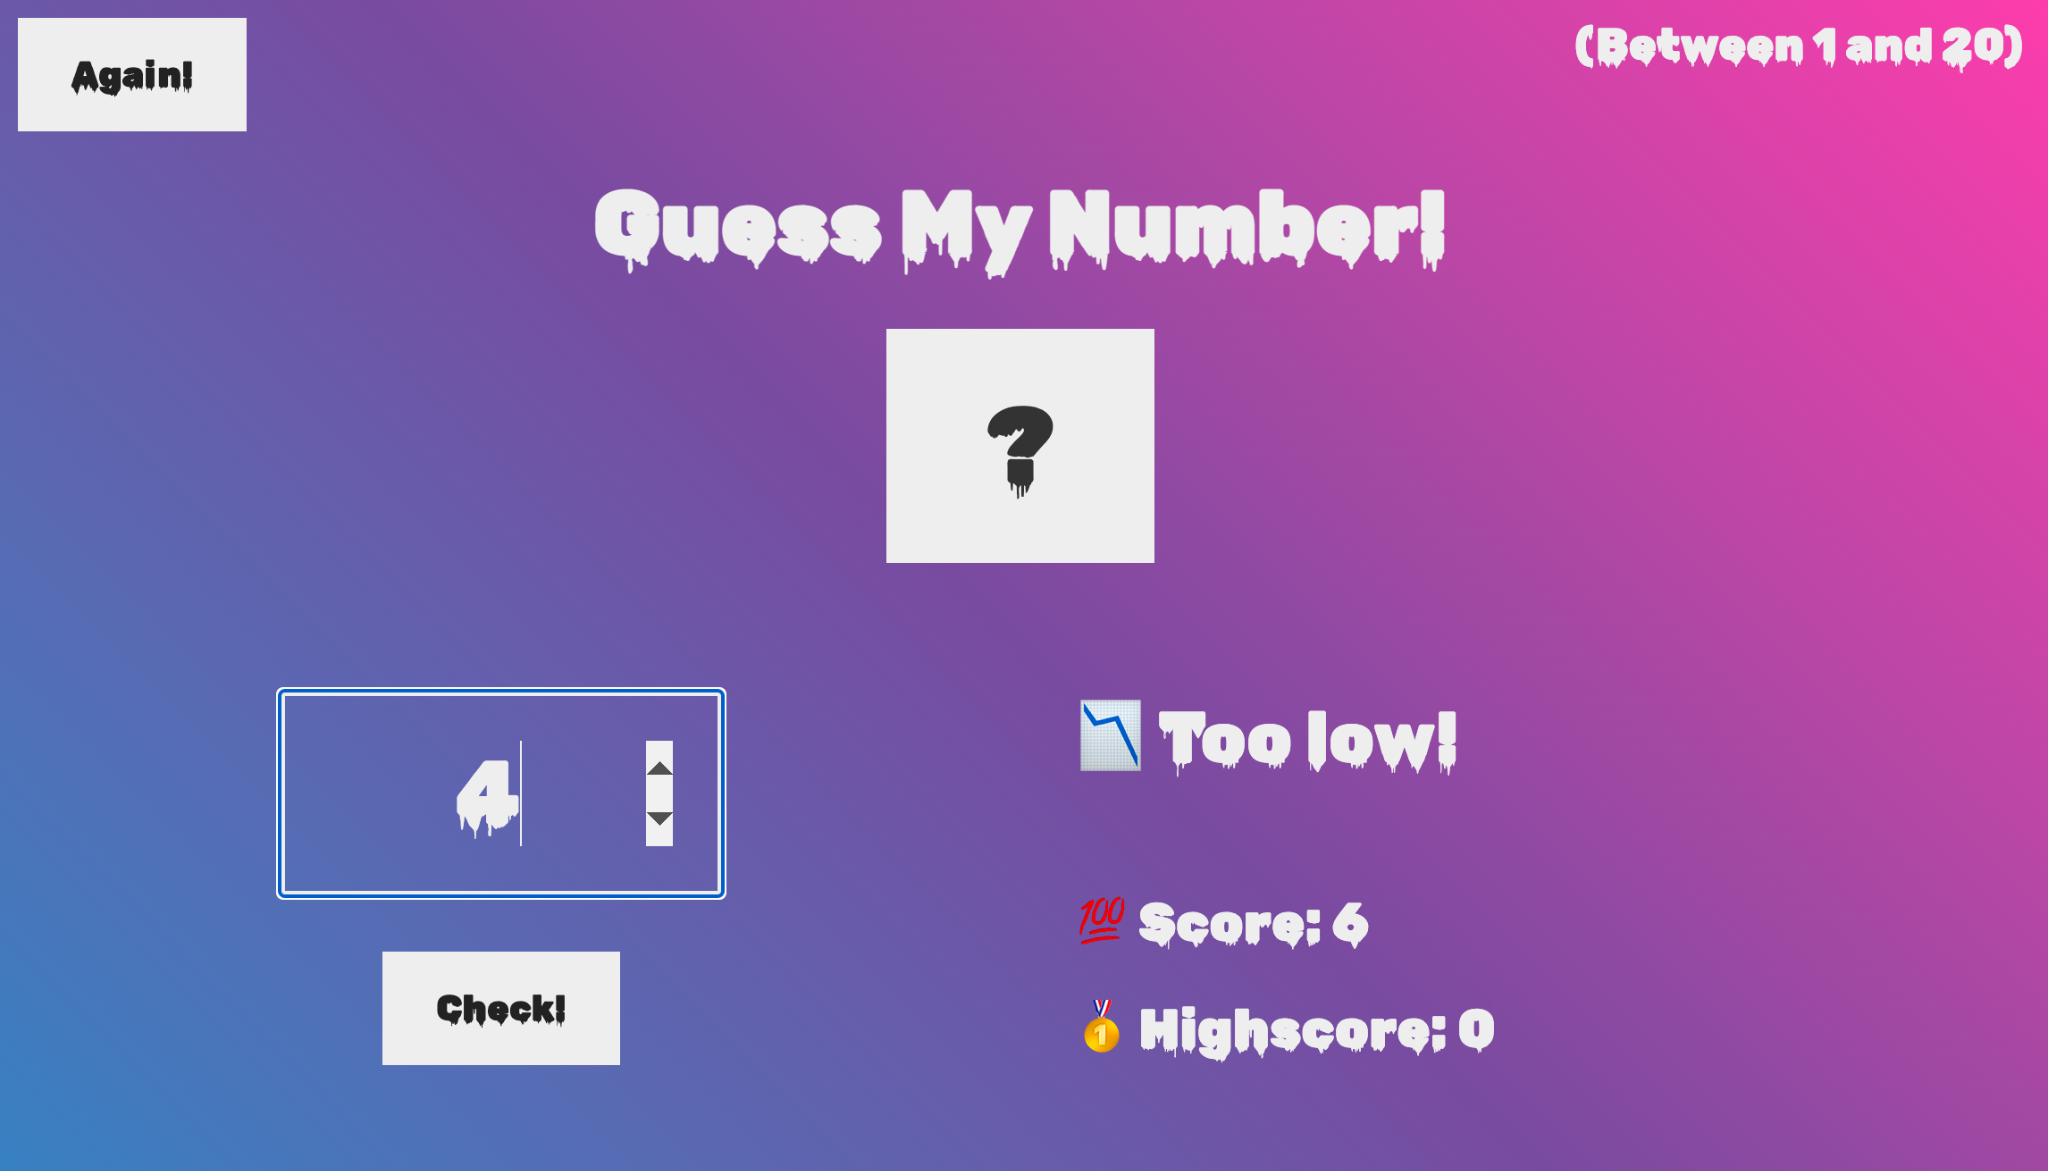 Again!
(Between 1 and 20)
Guess My Number!
?
4
📉 Too low!
💯 Score: 6
🥇 Highscore: 0
Check!